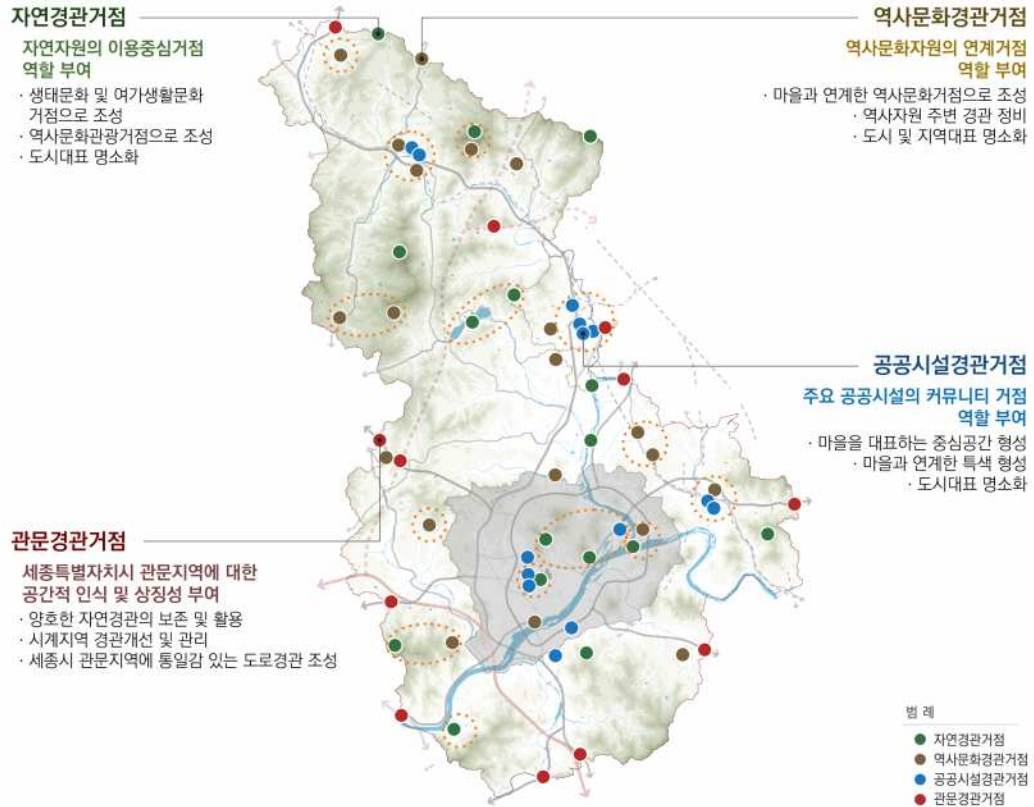 자연경관거점
자연자원의 이용중심거점
역할 부여
· 생태문화 및 여가생활문화
거점으로 조성
· 역사문화관광거점으로 조성
· 도시대표 명소화
역사문화경관거점
역사문화자원의 연계거점
역할 부여
· 마을과 연계한 역사문화거점으로 조성
· 역사자원 주변 경관 정비
· 도시 및 지역대표 명소화
공공시설경관거점
주요 공공시설의 커뮤니티 거점
역할 부여
· 마을을 대표하는 중심공간 형성
· 마을과 연계한 특색 형성
· 도시대표 명소화
관문경관거점
세종특별자치시 관문지역에 대한
공간적 인식 및 상징성 부여
· 양호한 자연경관의 보존 및 활용
· 시계지역 경관개선 및 관리
· 세종시 관문지역에 통일감 있는 도로경관 조성
범 례
자연경관거점
역사문화경관거점
공공시설경관거점
관문경관거점